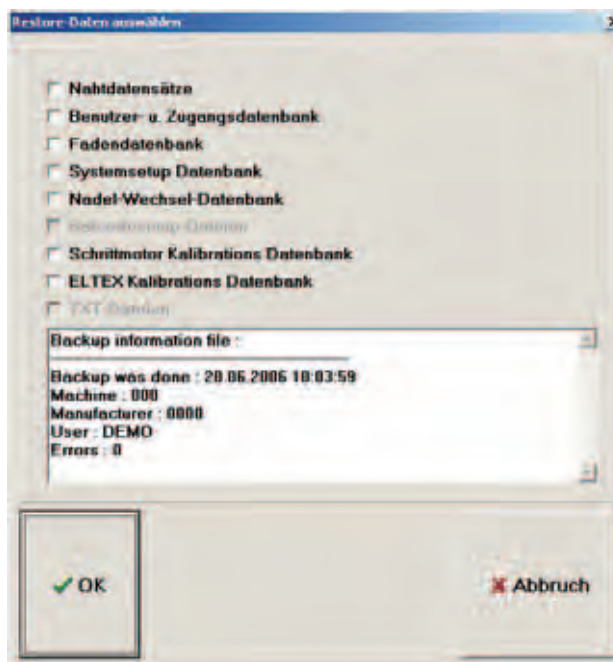 Restore-Daten auswählen
Nahtdatensätze
Benutzer- u. Zugangsdatenbank
Fadendatenbank
Systemsetup Datenbank
Nadel-Wechsel-Datenbank
Schrittmotor Kalibrations Datenbank
ELTEX Kalibrations Datenbank
TXT Dateien
Backup information file :
Backup was done : 20.06.2006 10:03:59
Machine : 000
Manufacturer : 0000
User : DEMO
Errors : 0
OK
Abbruch